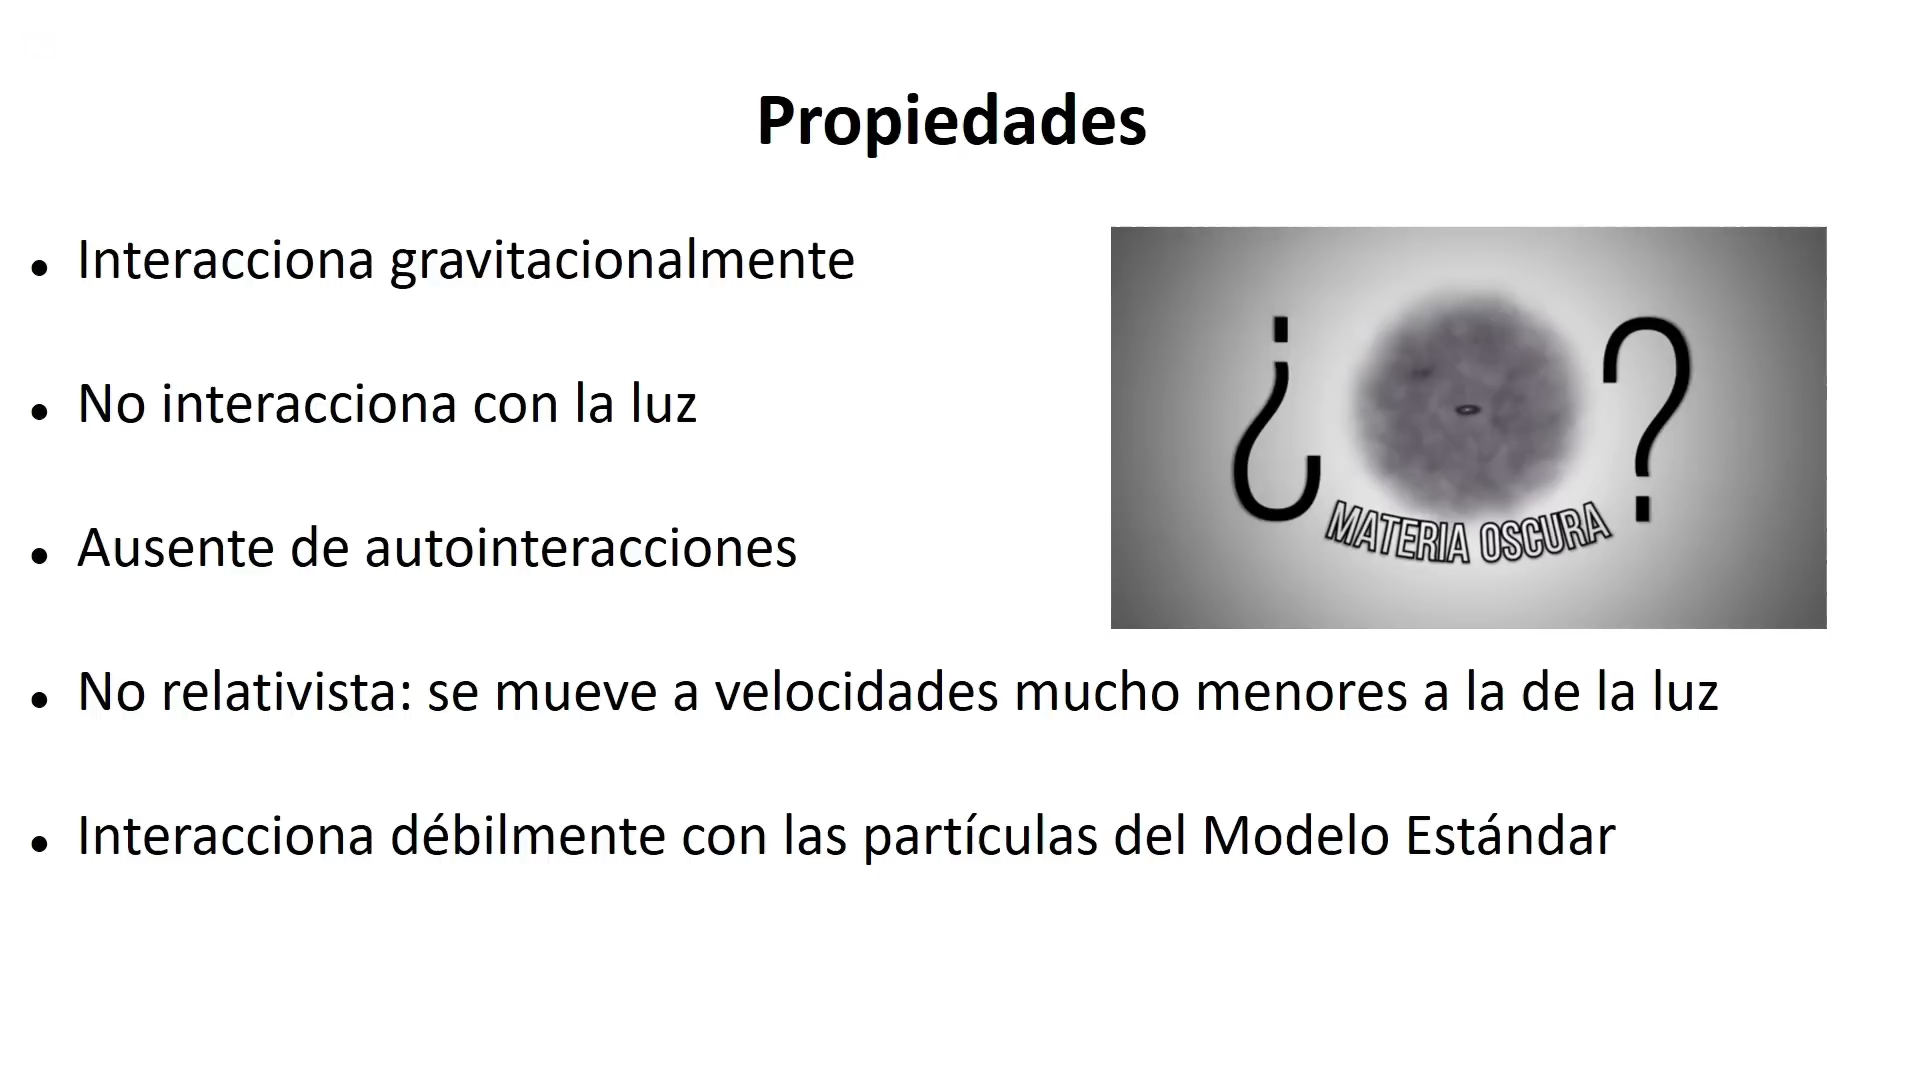 Propiedades
• Interacciona gravitacionalmente
• No interacciona con la luz
• Ausente de autointeracciones
¿ ?
MATERIA OSCURA
• No relativista: se mueve a velocidades mucho menores a la de la luz
• Interacciona débilmente con las partículas del Modelo Estándar